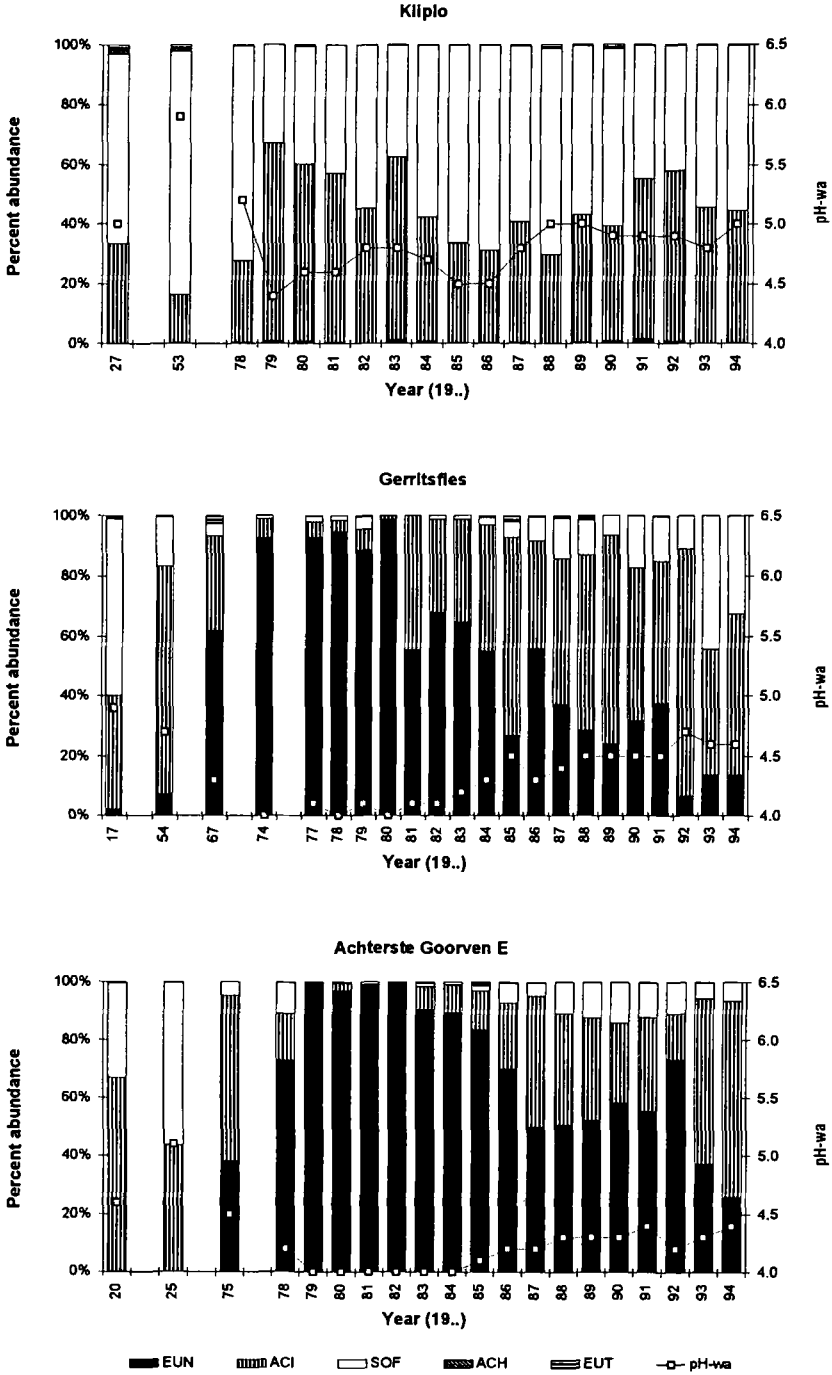 Kliplo
100%
80%
60%
40%
20%
0%
Percent abundance
6.5
6.0
5.5
5.0
4.5
4.0
pH-wa
27 53 78 79 80 81 82 83 84 85 86 87 88 89 90 91 92 93 94
Year (19..)
Gerritsfles
100%
80%
60%
40%
20%
0%
Percent abundance
6.5
6.0
5.5
5.0
4.5
4.0
pH-wa
17 54 67 74 77 78 79 80 81 82 83 84 85 86 87 88 89 90 91 92 93 94
Year (19..)
Achterste Goorven E
100%
80%
60%
40%
20%
0%
Percent abundance
6.5
6.0
5.5
5.0
4.5
4.0
pH-wa
20 25 75 78 79 80 81 82 83 84 85 86 87 88 89 90 91 92 93 94
Year (19..)
EUN ACI SOF ACH EUT pH-wa